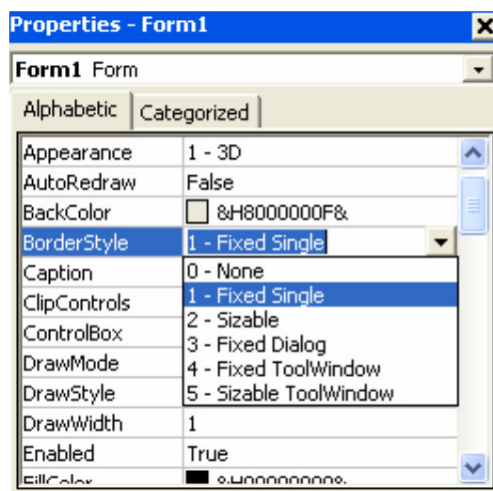 Properties - Form1
Form1 Form
Alphabetic Categorized
Appearance 1 - 3D
AutoRedraw False
BackColor &H8000000F&
BorderStyle 1 - Fixed Single
Caption 0 - None
ClipControls 1 - Fixed Single
ControlBox 2 - Sizable
DrawMode 3 - Fixed Dialog
DrawStyle 4 - Fixed ToolWindow
5 - Sizable ToolWindow
DrawWidth 1
Enabled True
FillColor &H00000000&